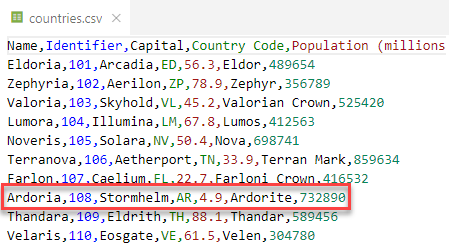 countries.csv
Name,Identifier,Capital,Country Code,Population (millions
Eldoria,101,Arcadia,ED,56.3,Eldor,489654
Zephyria,102,Aerilon,ZP,78.9,Zephyr,356789
Valoria,103,Skyhold,VL,45.2,Valorian Crown,525420
Lumora,104,Illumina,LM,67.8,Lumos,412563
Noveris,105,Solara,NV,50.4,Nova,698741
Terranova,106,Aetherport,TN,33.9,Terran Mark,859634
Farlon,107,Caelium,FL,22.7,Farloni Crown,416532
Ardoria,108,Stormhelm,AR,4.9,Ardorite,732890
Thandara,109,Eldrith,TH,88.1,Thandar,589456
Velaris,110,Eosgate,VE,61.5,Velen,304780